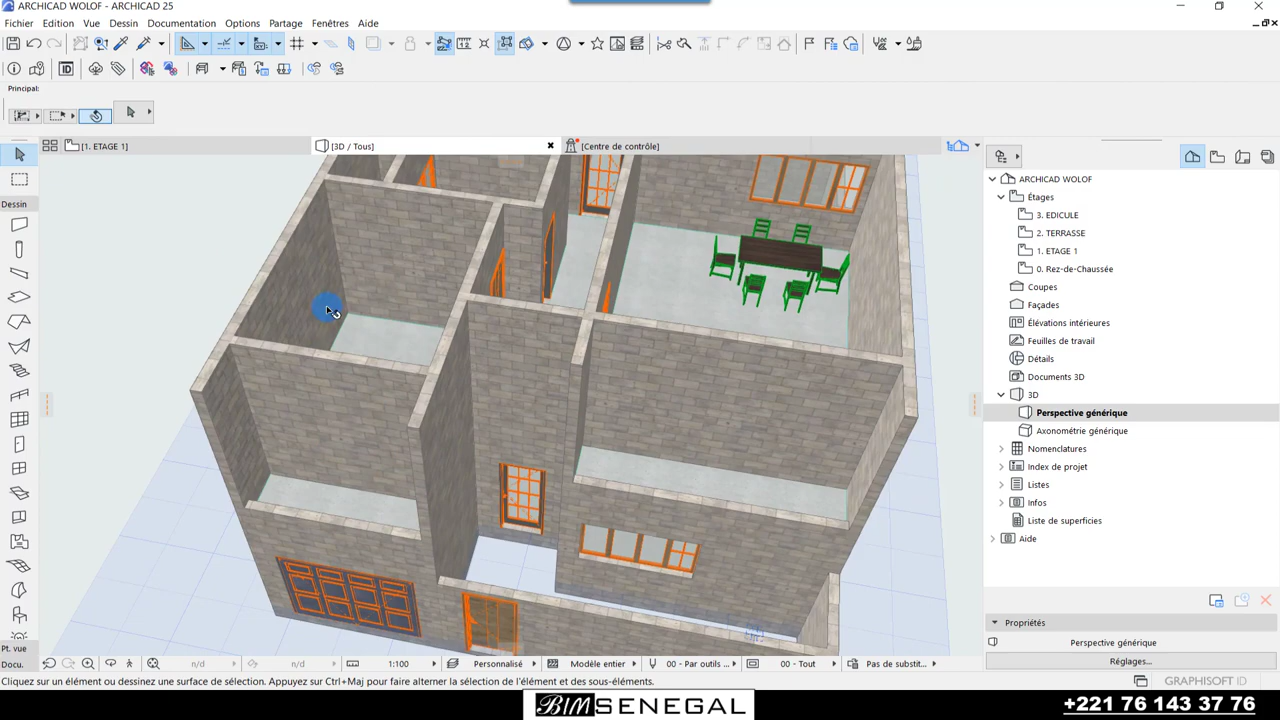 ARCHICAD WOLOF - ARCHICAD 25
Fichier Edition Vue Dessin Documentation Options Partage Fenêtres Aide
Principal:
[1. ETAGE 1]
[3D / Tous]
[Centre de contrôle]
Dessin
ARCHICAD WOLOF
Étages
3. EDICULE
2. TERRASSE
1. ETAGE 1
0. Rez-de-Chaussée
Coupes
Façades
Élévations intérieures
Feuilles de travail
Détails
Documents 3D
3D
Perspective générique
Axonométrie générique
Nomenclatures
Index de projet
Listes
Infos
Liste de superficies
Aide
Propriétés
Perspective générique
Réglages...
Pt. vue
Docu.
n/d n/d 1:100 Personnalisé Modèle entier 00 - Par outils ... 00 - Tout Pas de substit...
Cliquez sur un élément ou dessinez une surface de sélection. Appuyez sur Ctrl+Maj pour faire alterner la sélection de l'élément et des sous-éléments.
GRAPHISOFT ID
BIMSENEGAL
+221 76 143 37 76